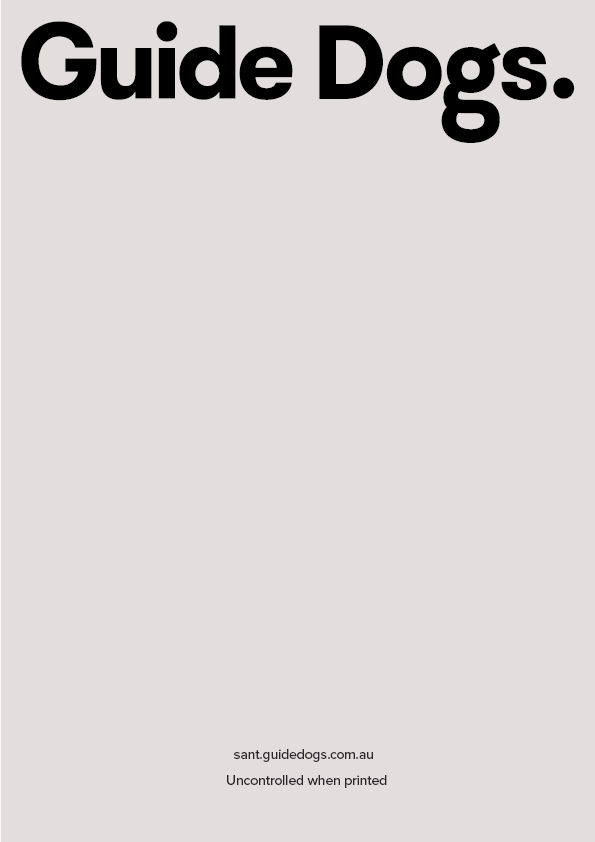 Guide Dogs.
sant.guidedogs.com.au
Uncontrolled when printed